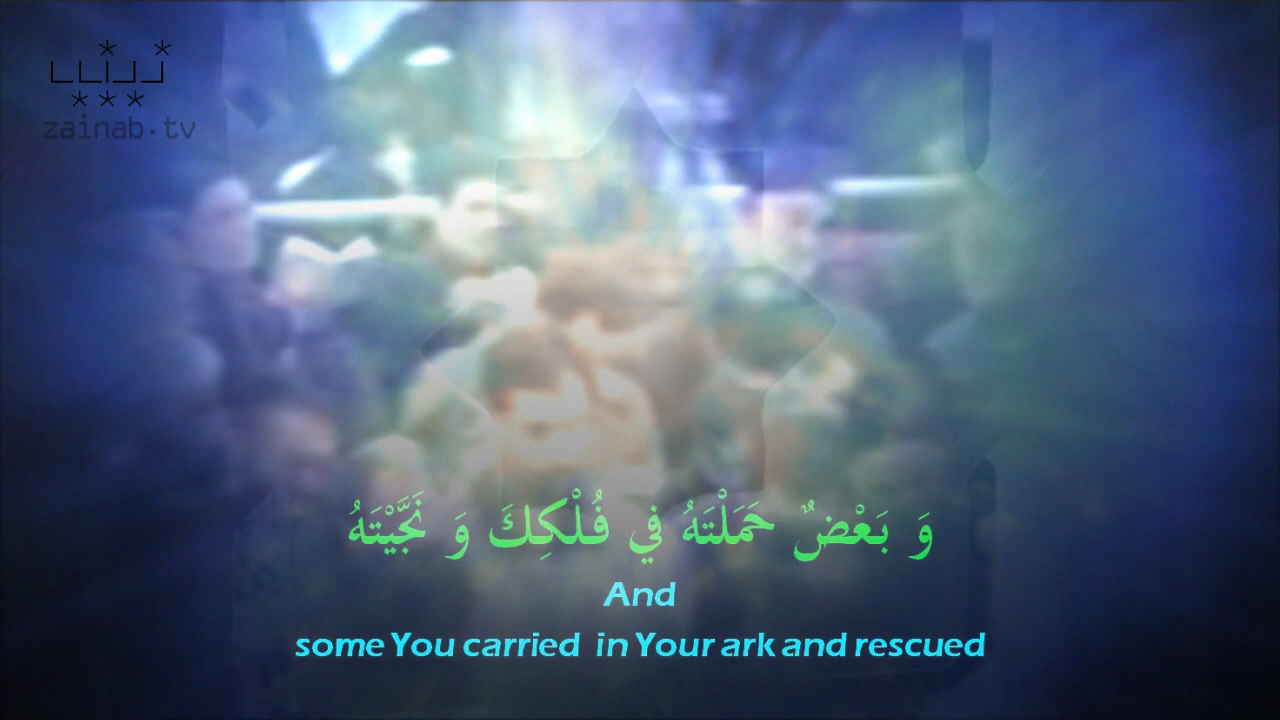 zainab.tv
وَ بَعْضٌ حَمَلْتَهُ فِي فُلْكِكَ وَ نَجَّيْتَهُ
And
some You carried in Your ark and rescued